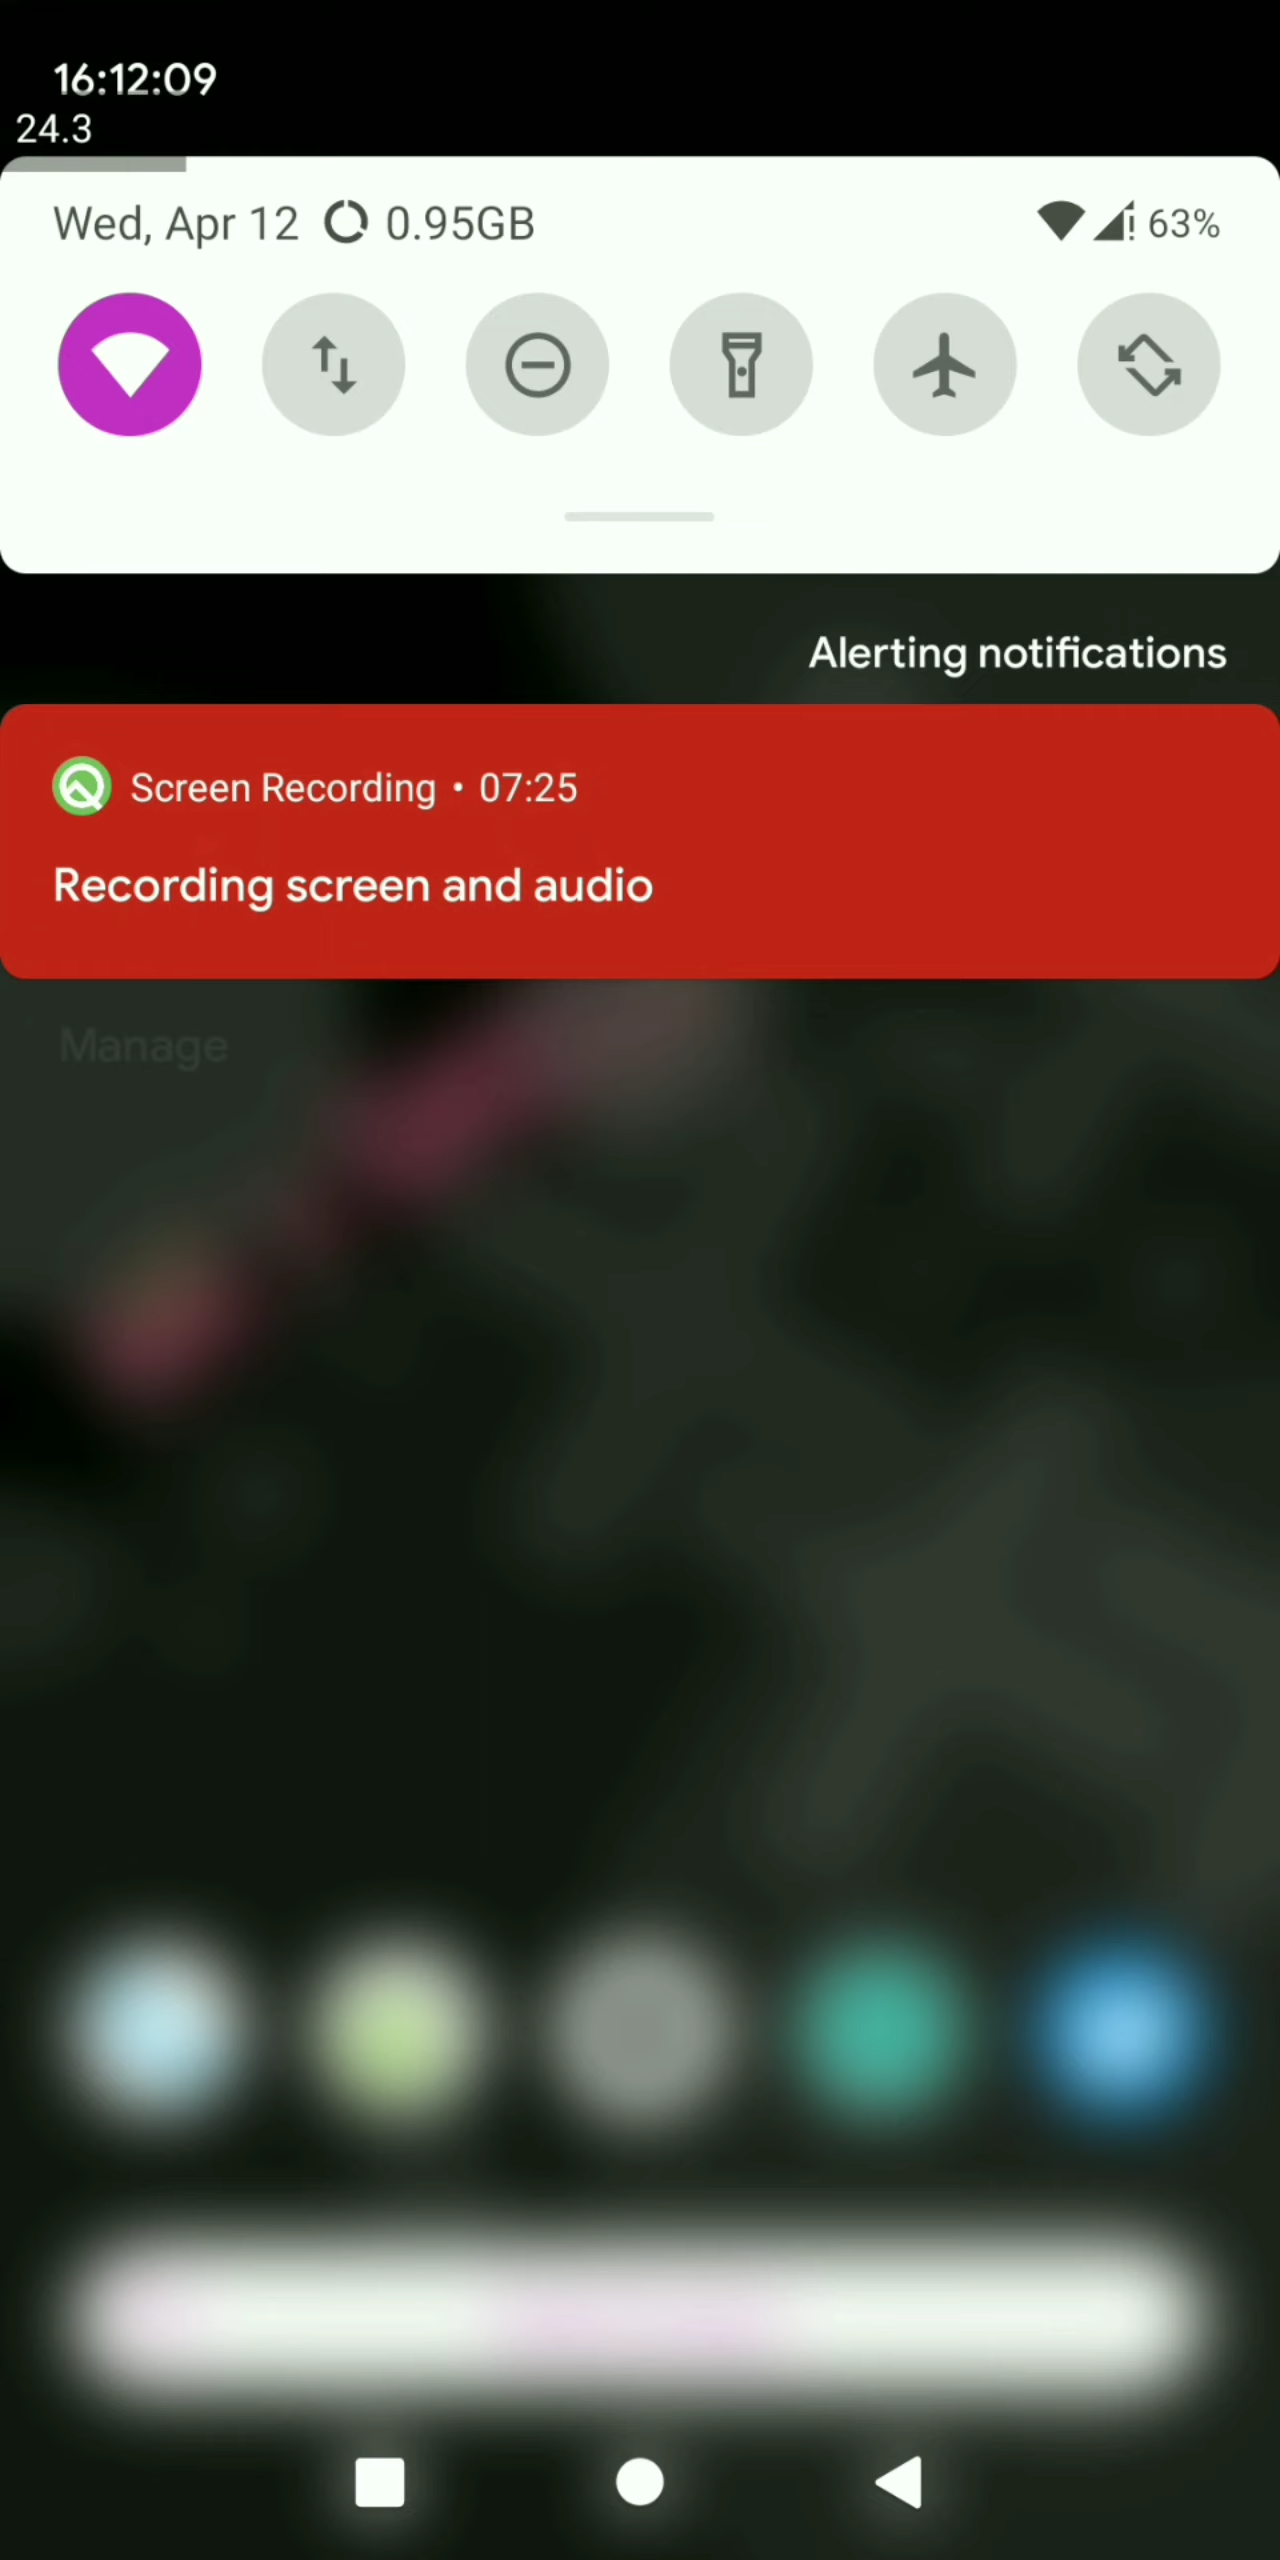 16:12:09
24.3
Wed, Apr 12 0.95GB 63%
Alerting notifications
Screen Recording • 07:25
Recording screen and audio
Manage